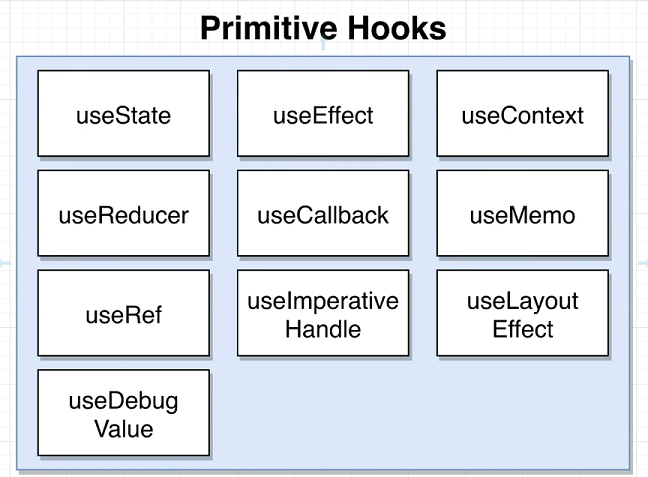 Primitive Hooks
useState
useEffect
useContext
useReducer
useCallback
useMemo
useRef
useImperative
Handle
useLayout
Effect
useDebug
Value